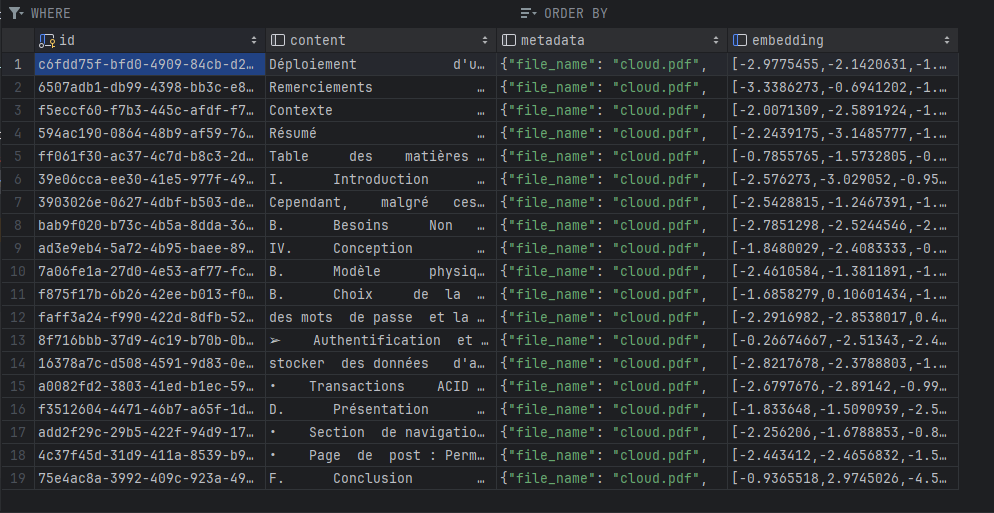 WHERE ORDER BY
id content metadata embedding
1 c6fdd75f-bfd0-4909-84cb-d2… Déploiement d'u… {"file_name": "cloud.pdf", [-2.9775455,-2.1420631,-1.…
2 6507adb1-db99-4398-bb3c-e8… Remerciements … {"file_name": "cloud.pdf", [-3.3386273,-0.6941202,-1.…
3 f5eccf60-f7b3-445c-afdf-f7… Contexte … {"file_name": "cloud.pdf", [-2.0071309,-2.5891924,-1.…
4 594ac190-0864-48b9-af59-76… Résumé … {"file_name": "cloud.pdf", [-2.2439175,-3.1485777,-1.…
5 ff061f30-ac37-4c7d-b8c3-2d… Table des matières … {"file_name": "cloud.pdf", [-0.7855765,-1.5732805,-0.…
6 39e06cca-ee30-41e5-977f-49… I. Introduction … {"file_name": "cloud.pdf", [-2.576273,-3.029052,-0.95…
7 3903026e-0627-4dbf-b503-de… Cependant, malgré ces… {"file_name": "cloud.pdf", [-2.5428815,-1.2467391,-1.…
8 bab9f020-b73c-4b5a-8dda-36… B. Besoins Non … {"file_name": "cloud.pdf", [-2.7851298,-2.5244546,-2.…
9 ad3e9eb4-5a72-4b95-baee-89… IV. Conception … {"file_name": "cloud.pdf", [-1.8480029,-2.4083333,-0.…
10 7a06fe1a-27d0-4e53-af77-fc… B. Modèle physiq… {"file_name": "cloud.pdf", [-2.4610584,-1.3811891,-1.…
11 f875f17b-6b26-42ee-b013-f0… B. Choix de la … {"file_name": "cloud.pdf", [-1.6858279,0.10601434,-1.…
12 faff3a24-f990-422d-8dfb-52… des mots de passe et la … {"file_name": "cloud.pdf", [-2.2916982,-2.8538017,0.4…
13 8f716bbb-37d9-4c19-b70b-0b… ➢ Authentification et … {"file_name": "cloud.pdf", [-0.26674667,-2.51343,-2.4…
14 16378a7c-d508-4591-9d83-0e… stocker des données d'a… {"file_name": "cloud.pdf", [-2.8217678,-2.3788803,-1.…
15 a0082fd2-3803-41ed-b1ec-59… • Transactions ACID … {"file_name": "cloud.pdf", [-2.6797676,-2.89142,-0.99…
16 f3512604-4471-46b7-a65f-1d… D. Présentation … {"file_name": "cloud.pdf", [-1.833648,-1.5090939,-2.5…
17 add2f29c-29b5-422f-94d9-17… • Section de navigatio… {"file_name": "cloud.pdf", [-2.256206,-1.6788853,-0.8…
18 4c37f45d-31d9-411a-8539-b9… • Page de post : Perm… {"file_name": "cloud.pdf", [-2.443412,-2.4656832,-1.5…
19 75e4ac8a-3992-409c-923a-49… F. Conclusion … {"file_name": "cloud.pdf", [-0.9365518,2.9745026,-4.5…